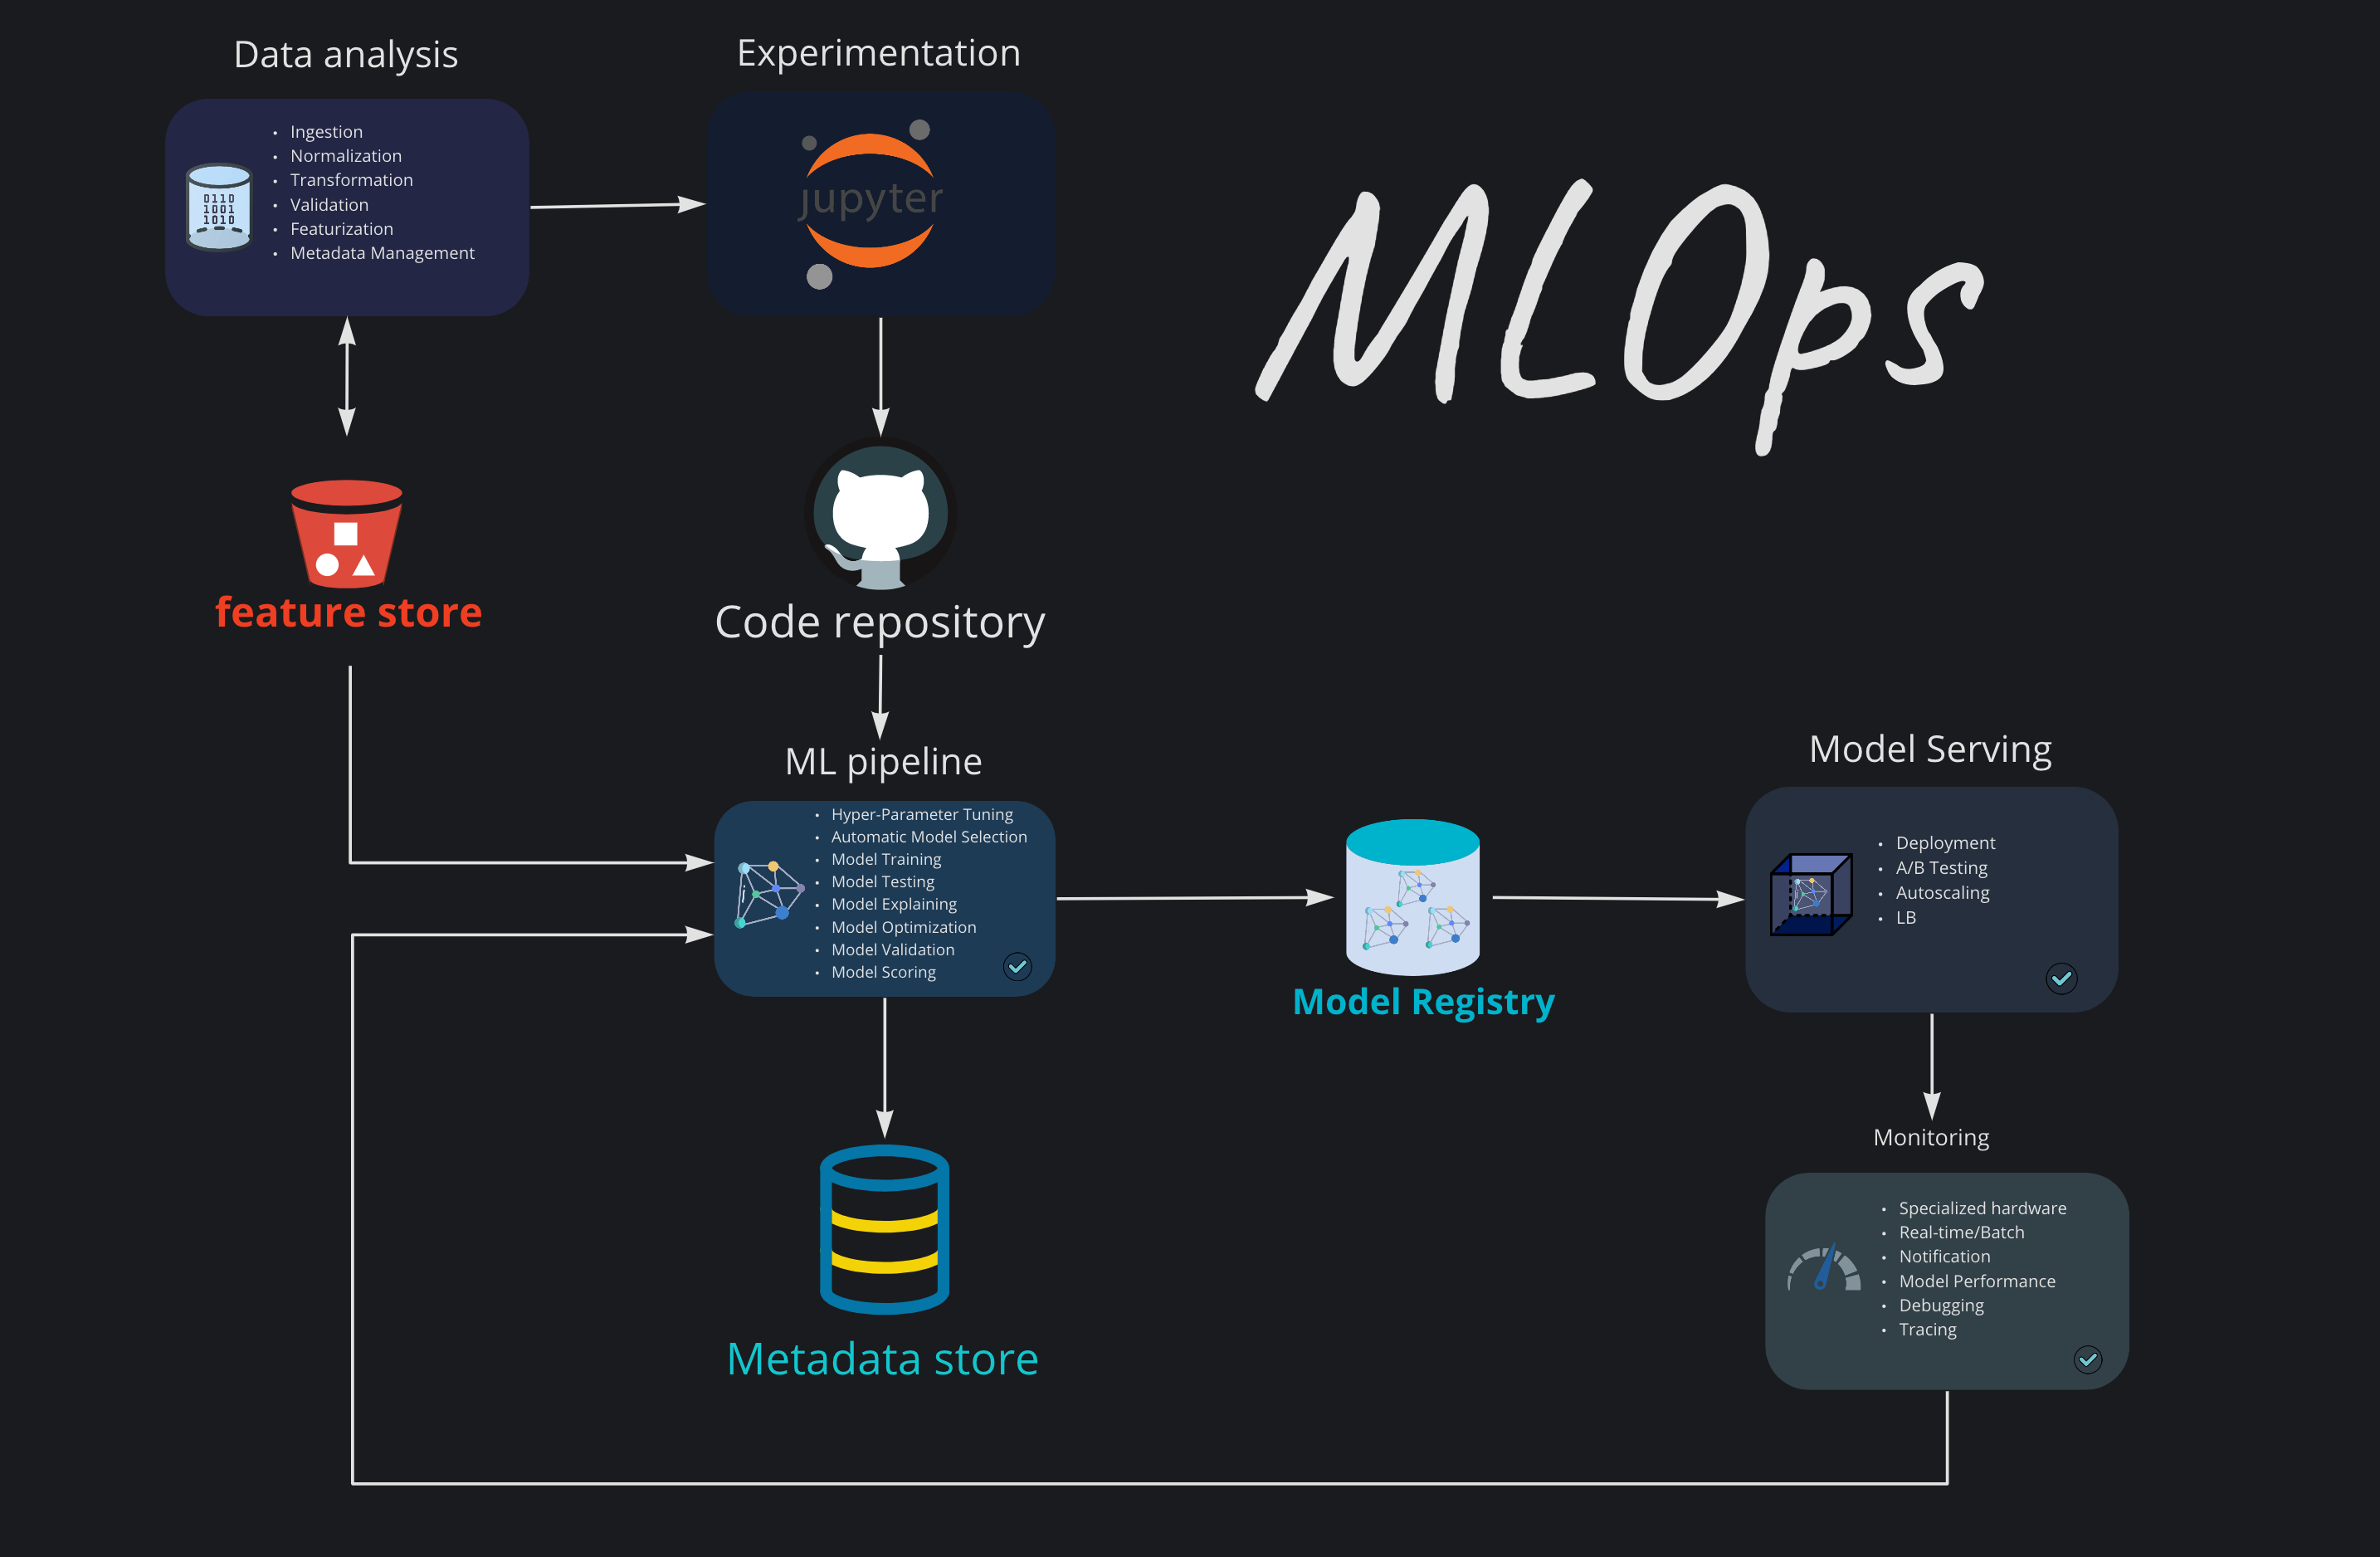 Data analysis
• Ingestion
• Normalization
• Transformation
• Validation
• Featurization
• Metadata Management
0110
1001
1010
Experimentation
jupyter
MLOps
feature store
Code repository
ML pipeline
• Hyper-Parameter Tuning
• Automatic Model Selection
• Model Training
• Model Testing
• Model Explaining
• Model Optimization
• Model Validation
• Model Scoring
Model Registry
Model Serving
• Deployment
• A/B Testing
• Autoscaling
• LB
Monitoring
• Specialized hardware
• Real-time/Batch
• Notification
• Model Performance
• Debugging
• Tracing
Metadata store